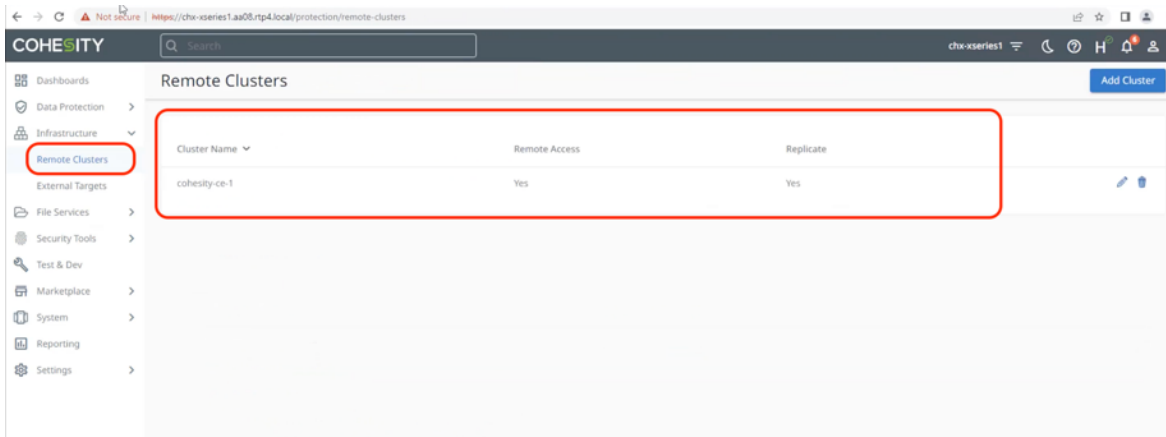 Not secure | https://chx-xseries1.aa08.rtp4.local/protection/remote-clusters
COHESITY
Search
chx-xseries1
H
Dashboards
Data Protection
Infrastructure
Remote Clusters
External Targets
File Services
Security Tools
Test & Dev
Marketplace
System
Reporting
Settings
Remote Clusters
Add Cluster
Cluster Name Remote Access Replicate
cohesity-ce-1 Yes Yes